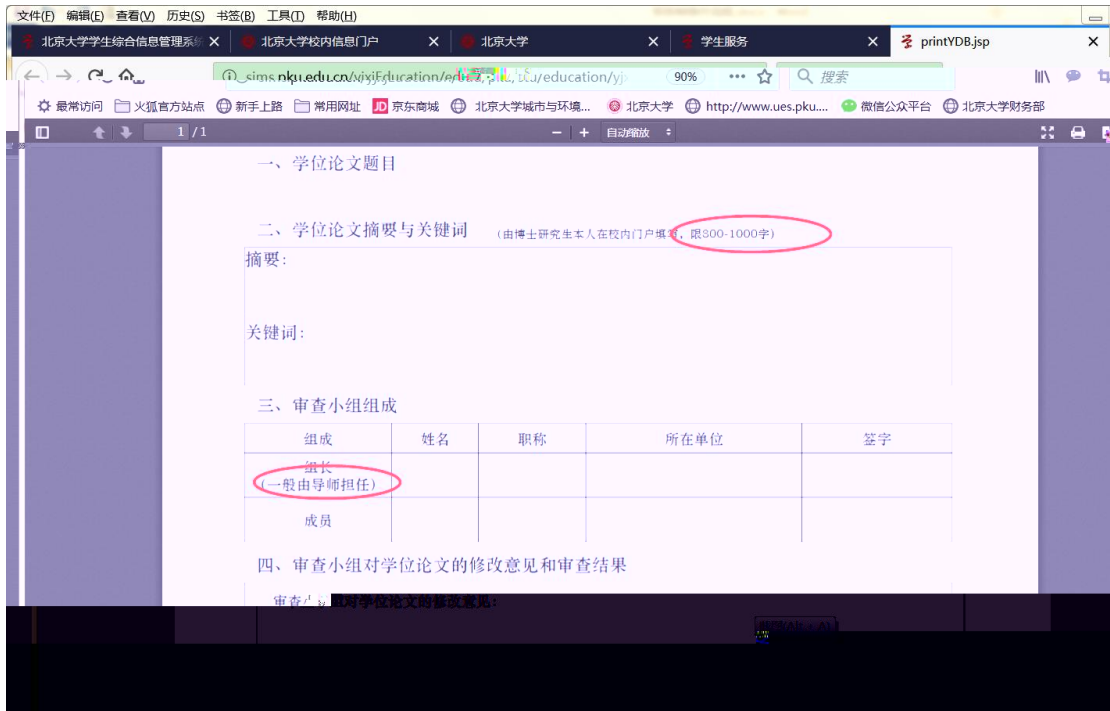 文件(F) 编辑(E) 查看(V) 历史(S) 书签(B) 工具(T) 帮助(H)
北京大学学生综合信息管理系统 北京大学校内信息门户 北京大学 学生服务 printYDB.jsp
sims.pku.edu.cn 90% 搜索
最常访问 火狐官方站点 新手上路 常用网址 JD 京东商城 北京大学城市与环境... 北京大学 http://www.ues.pku.... 微信公众平台 北京大学财务部
1 / 1 — + 自动缩放
一、学位论文题目
二、学位论文摘要与关键词 (由博士研究生本人在校内门户填写，限800-1000字)
摘要：
关键词：
三、审查小组组成
组成 姓名 职称 所在单位 签字
组长
(一般由导师担任)
成员
四、审查小组对学位论文的修改意见和审查结果
审查小组对学位论文的修改意见：